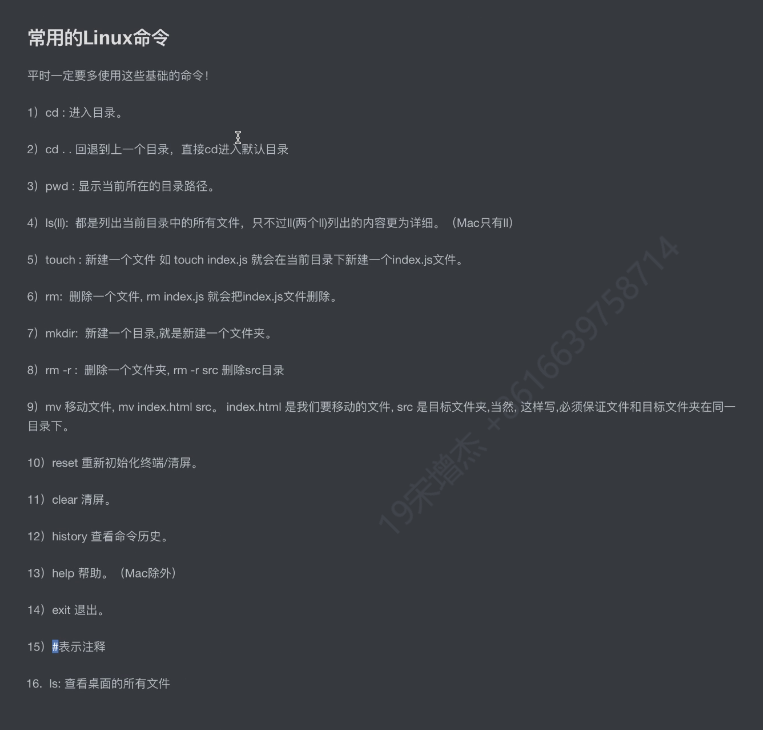 常用的Linux命令
平时一定要多使用这些基础的命令！
1）cd : 进入目录。
2）cd . . 回退到上一个目录，直接cd进入默认目录
3）pwd : 显示当前所在的目录路径。
4）ls(ll):  都是列出当前目录中的所有文件，只不过ll(两个ll)列出的内容更为详细。（Mac只有ll）
5）touch : 新建一个文件 如 touch index.js 就会在当前目录下新建一个index.js文件。
6）rm:  删除一个文件, rm index.js 就会把index.js文件删除。
7）mkdir:  新建一个目录,就是新建一个文件夹。
8）rm -r :  删除一个文件夹, rm -r src 删除src目录
9）mv 移动文件, mv index.html src。 index.html 是我们要移动的文件, src 是目标文件夹,当然, 这样写,必须保证文件和目标文件夹在同一
目录下。
10）reset 重新初始化终端/清屏。
11）clear 清屏。
12）history 查看命令历史。
13）help 帮助。（Mac除外）
14）exit 退出。
15）#表示注释
16.  ls: 查看桌面的所有文件
19宋增杰 +8616639758714